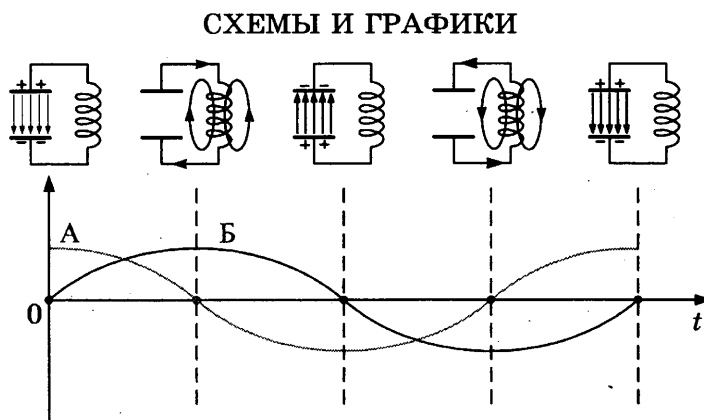 СХЕМЫ И ГРАФИКИ
+ +
– –
– –
+ +
+ +
– –
А
Б
0
t